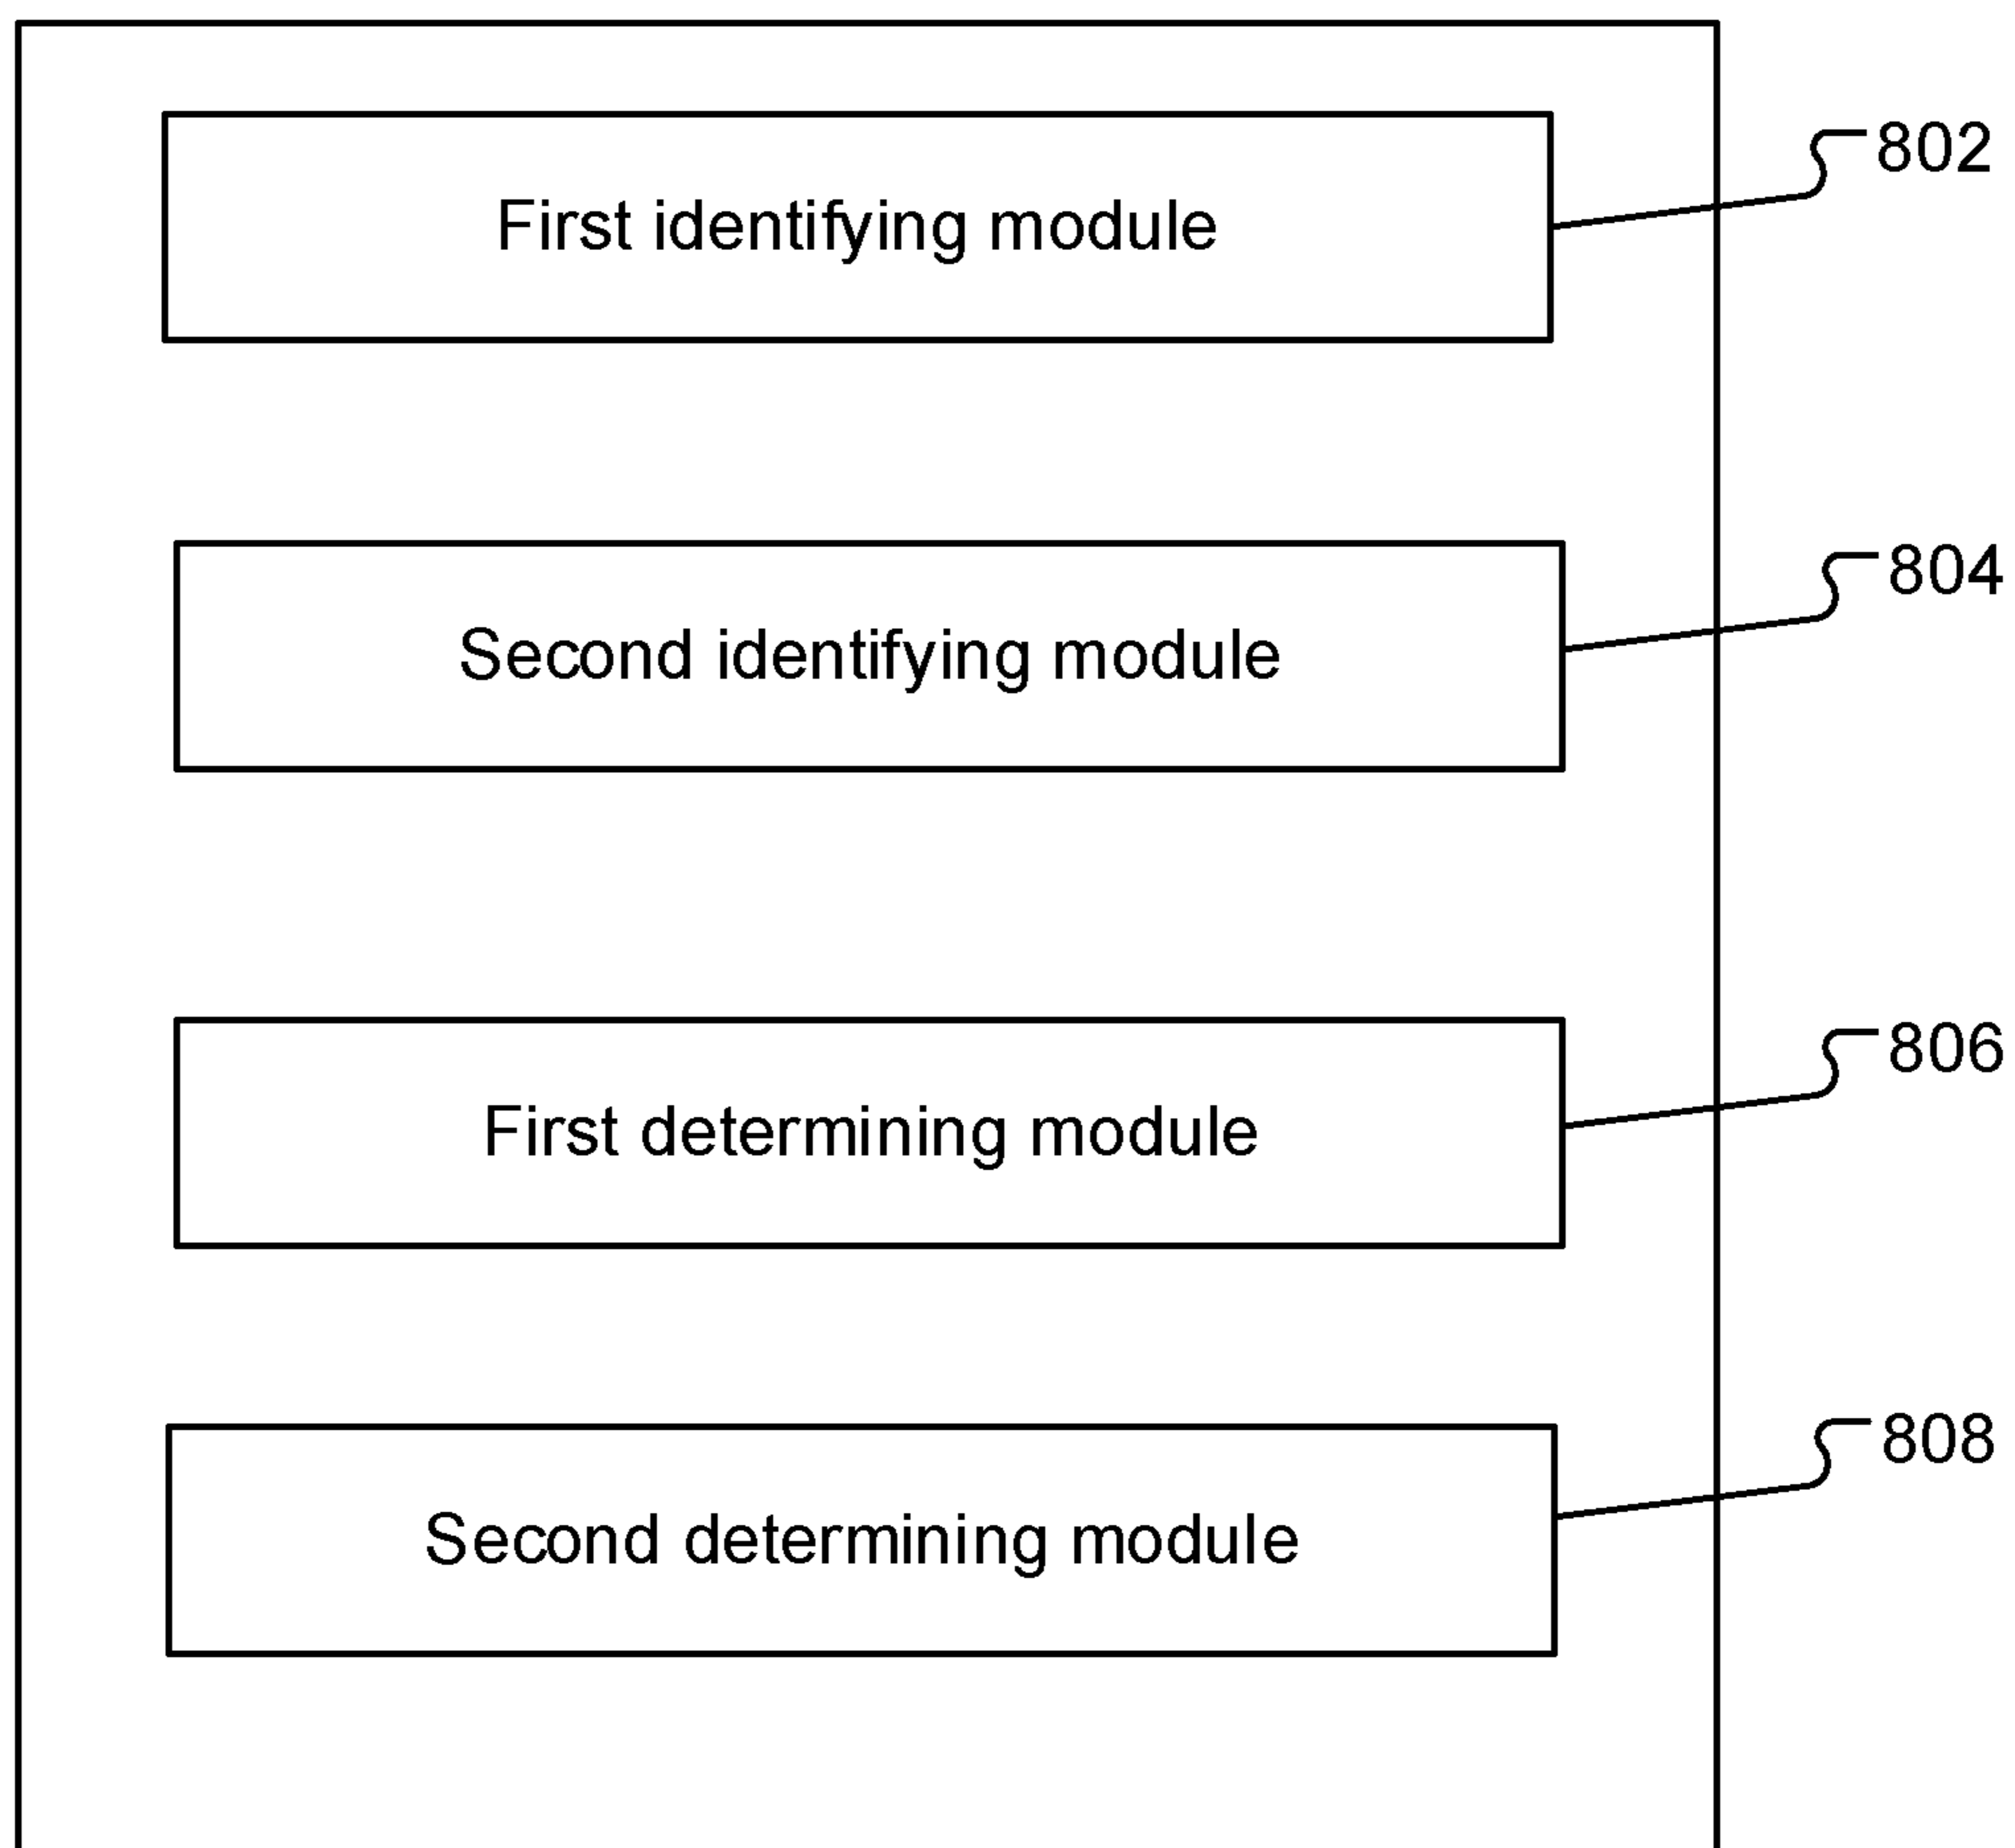 First identifying module
802
Second identifying module
804
First determining module
806
Second determining module
808